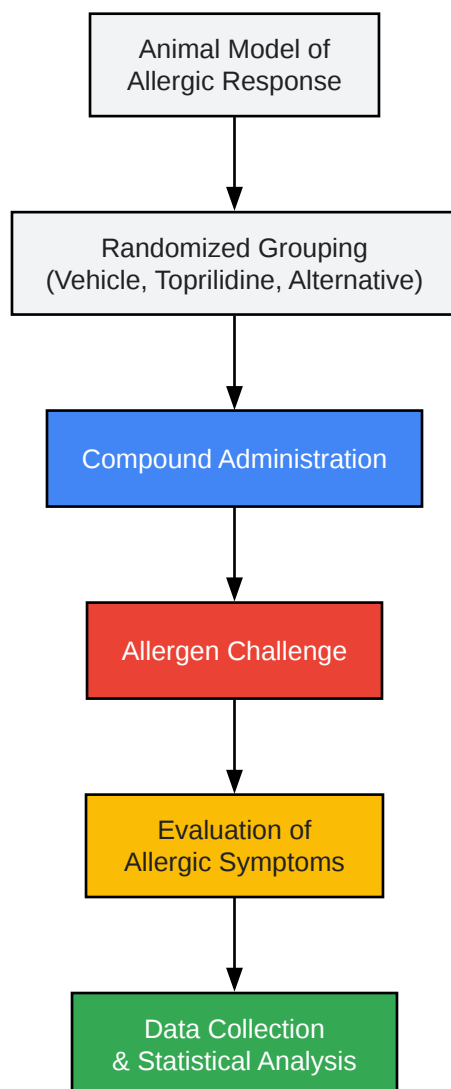 Animal Model of
Allergic Response
Randomized Grouping
(Vehicle, Toprilidine, Alternative)
Compound Administration
Allergen Challenge
Evaluation of
Allergic Symptoms
Data Collection
& Statistical Analysis